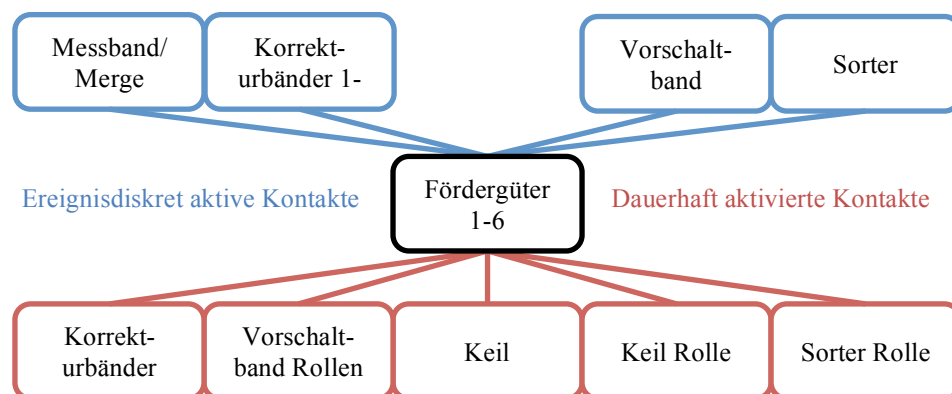 Messband/
Merge
Korrekt-
urbänder 1-
Vorschalt-
band
Sorter
Ereignisdiskret aktive Kontakte
Fördergüter
1-6
Dauerhaft aktivierte Kontakte
Korrekt-
urbänder
Vorschalt-
band Rollen
Keil
Keil Rolle
Sorter Rolle